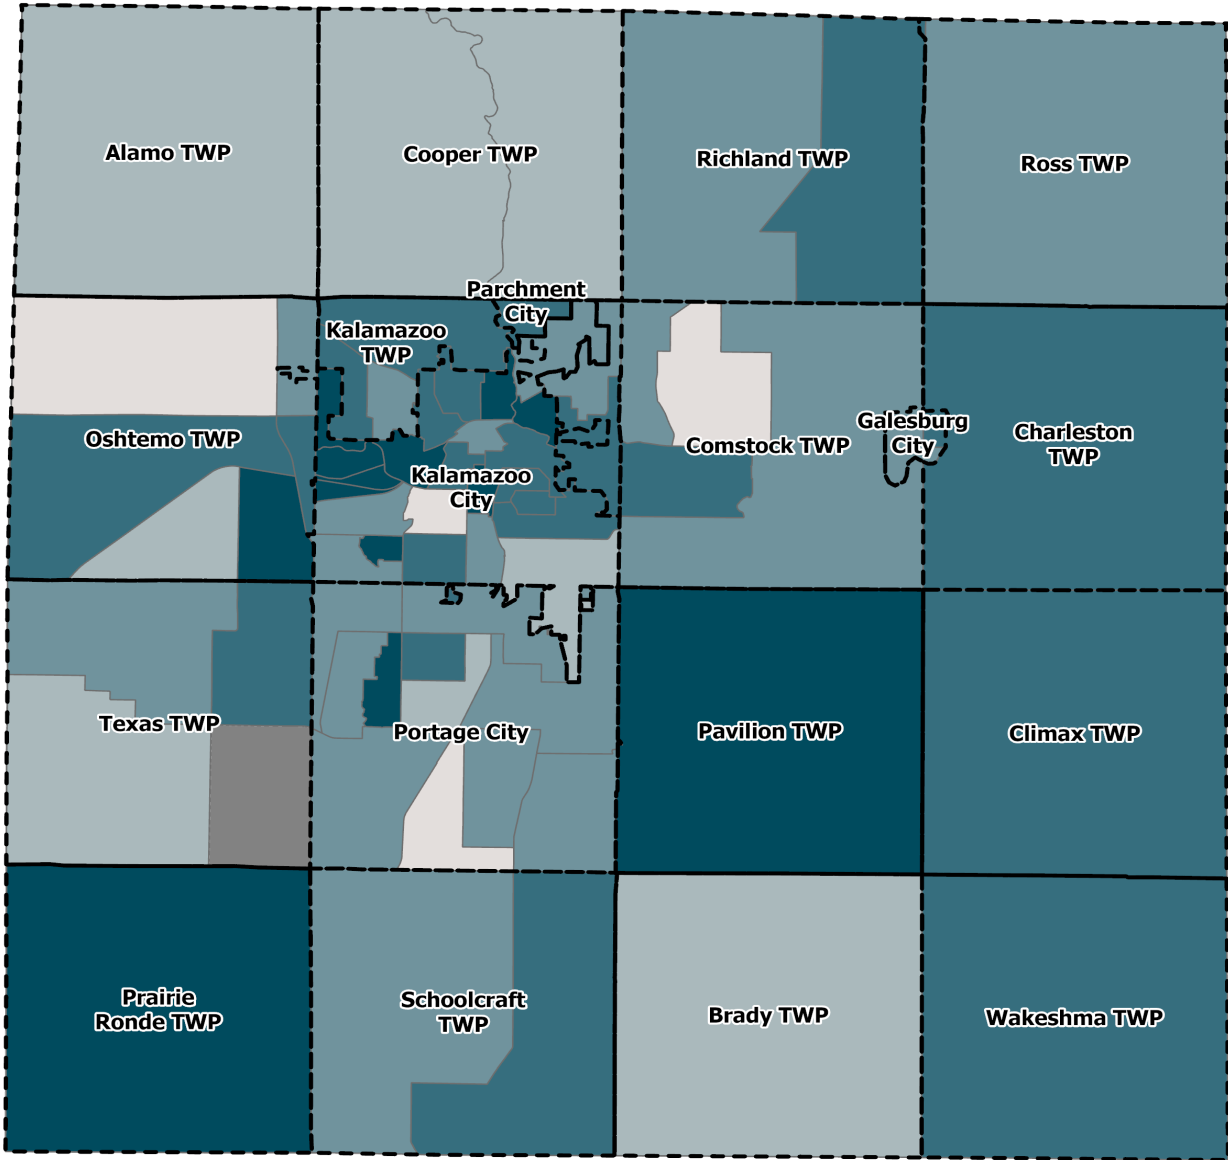 Alamo TWP
Cooper TWP
Richland TWP
Ross TWP
Parchment
City
Kalamazoo
TWP
Oshtemo TWP
Kalamazoo
City
Comstock TWP
Galesburg
City
Charleston
TWP
Texas TWP
Portage City
Pavilion TWP
Climax TWP
Prairie
Ronde TWP
Schoolcraft
TWP
Brady TWP
Wakeshma TWP